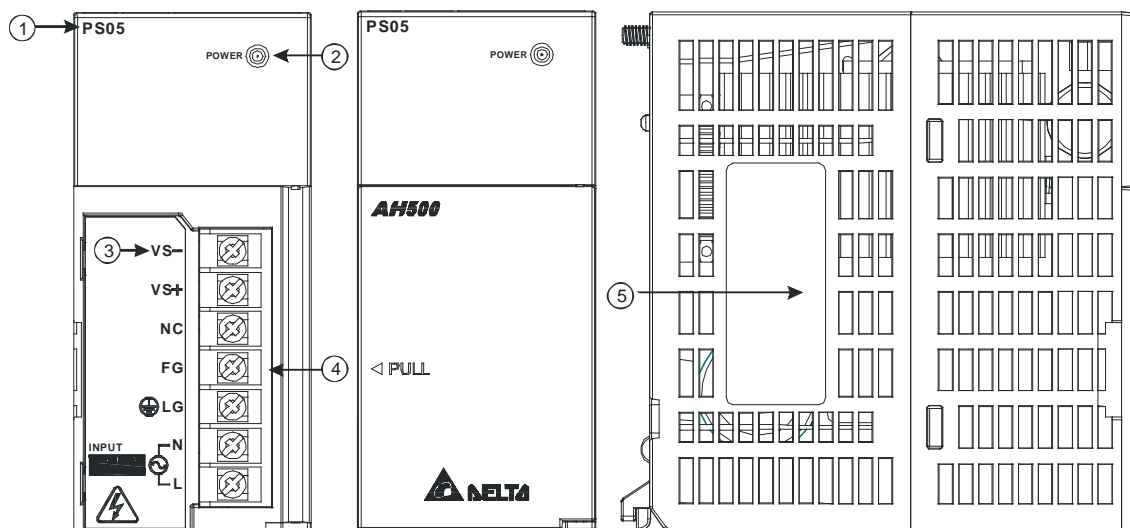 1
PS05
POWER
2
3
VS-
VS+
NC
FG
4
LG
INPUT
N
L
PS05
POWER
AH500
PULL
DELTA
5